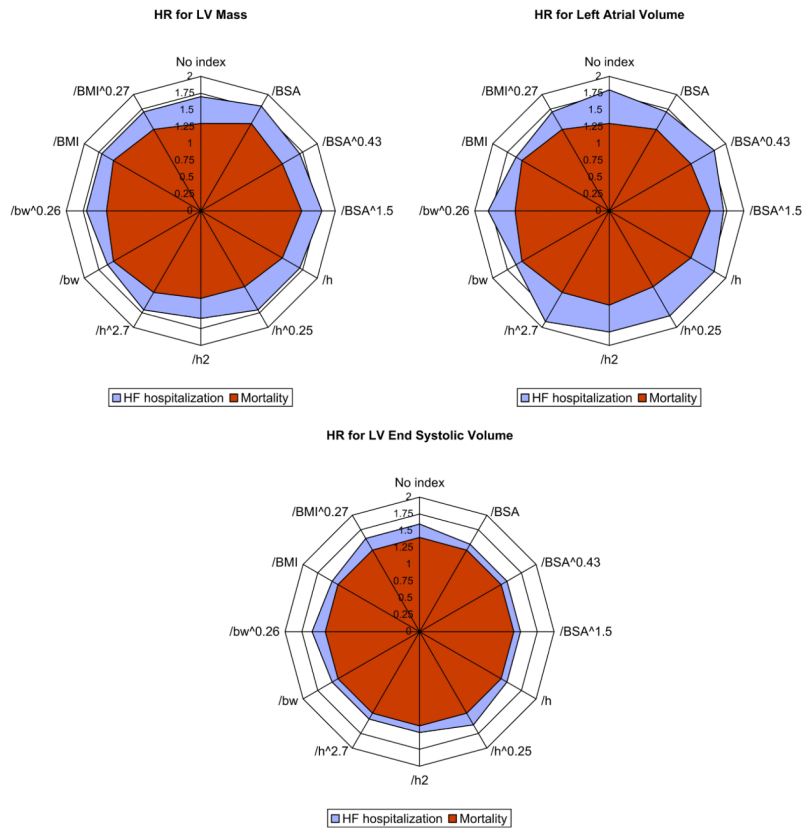 HR for LV Mass
No index
2
1.75
1.5
1.25
1
0.75
0.5
0.25
0
/BSA
/BSA^0.43
/BSA^1.5
/h
/h^0.25
/h2
/h^2.7
/bw
/bw^0.26
/BMI
/BMI^0.27
HF hospitalization Mortality
HR for Left Atrial Volume
No index
2
1.75
1.5
1.25
1
0.75
0.5
0.25
0
/BSA
/BSA^0.43
/BSA^1.5
/h
/h^0.25
/h2
/h^2.7
/bw
/bw^0.26
/BMI
/BMI^0.27
HF hospitalization Mortality
HR for LV End Systolic Volume
No index
2
1.75
1.5
1.25
1
0.75
0.5
0.25
0
/BSA
/BSA^0.43
/BSA^1.5
/h
/h^0.25
/h2
/h^2.7
/bw
/bw^0.26
/BMI
/BMI^0.27
HF hospitalization Mortality